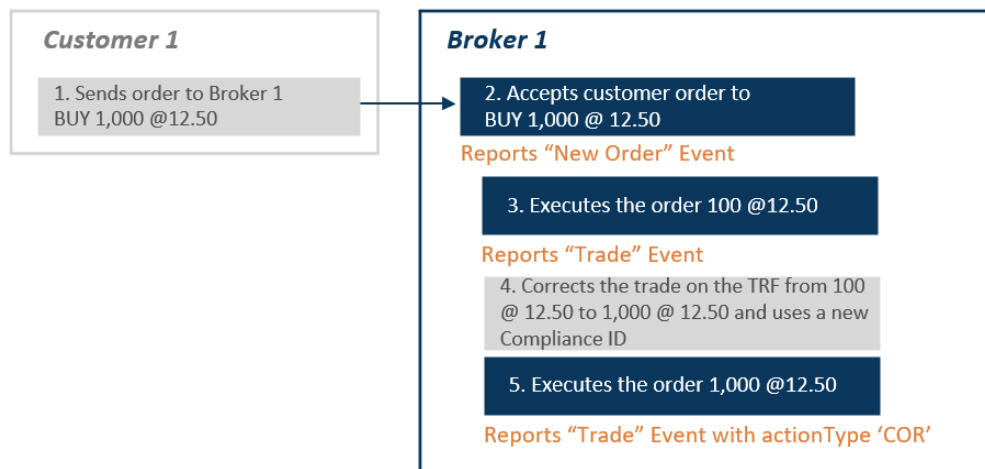 Customer 1
Broker 1
1. Sends order to Broker 1
BUY 1,000 @12.50
2. Accepts customer order to
BUY 1,000 @ 12.50
Reports “New Order” Event
3. Executes the order 100 @12.50
Reports “Trade” Event
4. Corrects the trade on the TRF from 100
@ 12.50 to 1,000 @ 12.50 and uses a new
Compliance ID
5. Executes the order 1,000 @12.50
Reports “Trade” Event with actionType ‘COR’